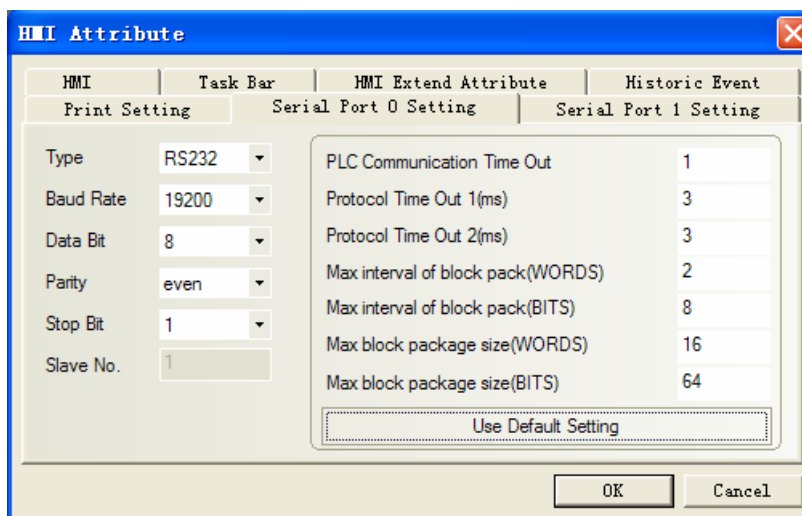 HMI Attribute
HMI Task Bar HMI Extend Attribute Historic Event
Print Setting Serial Port 0 Setting Serial Port 1 Setting
Type RS232
Baud Rate 19200
Data Bit 8
Parity even
Stop Bit 1
Slave No. 1
PLC Communication Time Out 1
Protocol Time Out 1(ms) 3
Protocol Time Out 2(ms) 3
Max interval of block pack(WORDS) 2
Max interval of block pack(BITS) 8
Max block package size(WORDS) 16
Max block package size(BITS) 64
Use Default Setting
OK Cancel